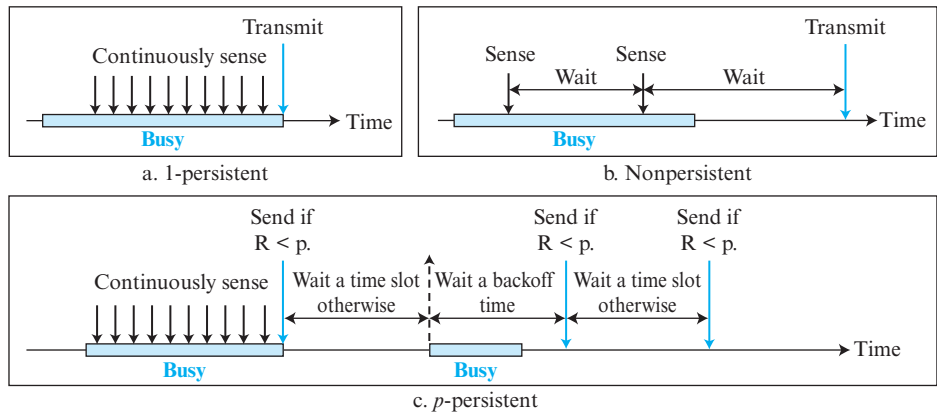 Transmit
Continuously sense
Time
Busy
a. 1-persistent
Transmit
Sense
Sense
Wait
Wait
Time
Busy
b. Nonpersistent
Send if
R < p.
Send if
R < p.
Send if
R < p.
Continuously sense
Wait a time slot
otherwise
Wait a backoff
time
Wait a time slot
otherwise
Time
Busy
Busy
c. p-persistent